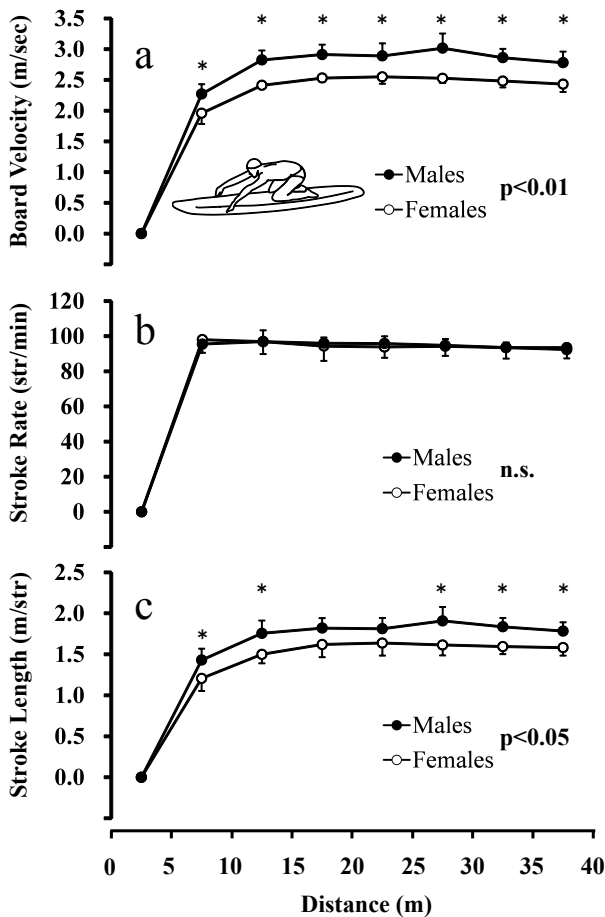 Board Velocity (m/sec)
3.5
3.0
2.5
2.0
1.5
1.0
0.5
0.0
a
* * * * * * *
Males
Females
p<0.01
Stroke Rate (str/min)
120
100
80
60
40
20
0
b
Males
Females
n.s.
Stroke Length (m/str)
2.5
2.0
1.5
1.0
0.5
0.0
c
* * * * *
Males
Females
p<0.05
0 5 10 15 20 25 30 35 40
Distance (m)